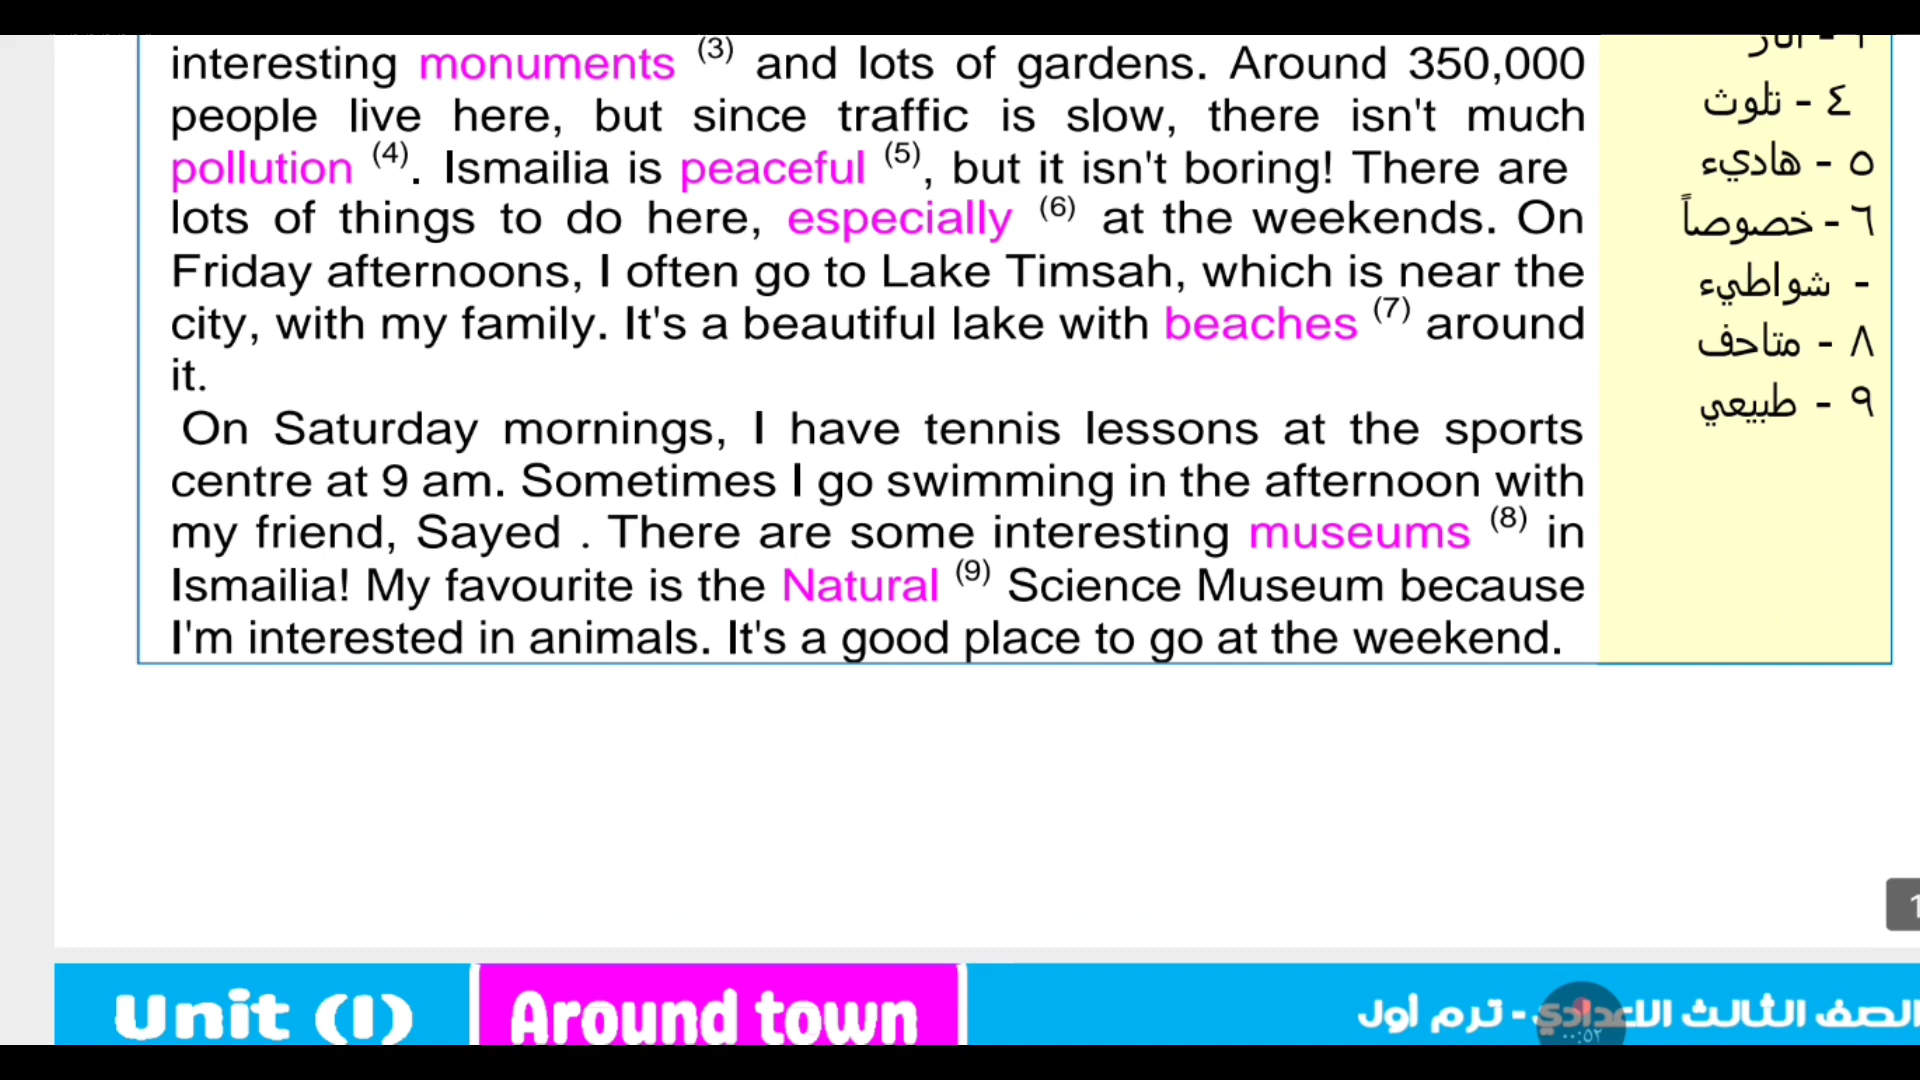 interesting monuments (3) and lots of gardens. Around 350,000
people live here, but since traffic is slow, there isn't much
pollution (4). Ismailia is peaceful (5), but it isn't boring! There are
lots of things to do here, especially (6) at the weekends. On
Friday afternoons, I often go to Lake Timsah, which is near the
city, with my family. It's a beautiful lake with beaches (7) around
it.
On Saturday mornings, I have tennis lessons at the sports
centre at 9 am. Sometimes I go swimming in the afternoon with
my friend, Sayed . There are some interesting museums (8) in
Ismailia! My favourite is the Natural (9) Science Museum because
I'm interested in animals. It's a good place to go at the weekend.
٤ - تلوث
٥ - هاديء
٦ - خصوصاً
- شواطيء
٨ - متاحف
٩ - طبيعي
1
Unit (1)
Around town
الصف الثالث الاعدادي - ترم أول
٠٠:٥٢